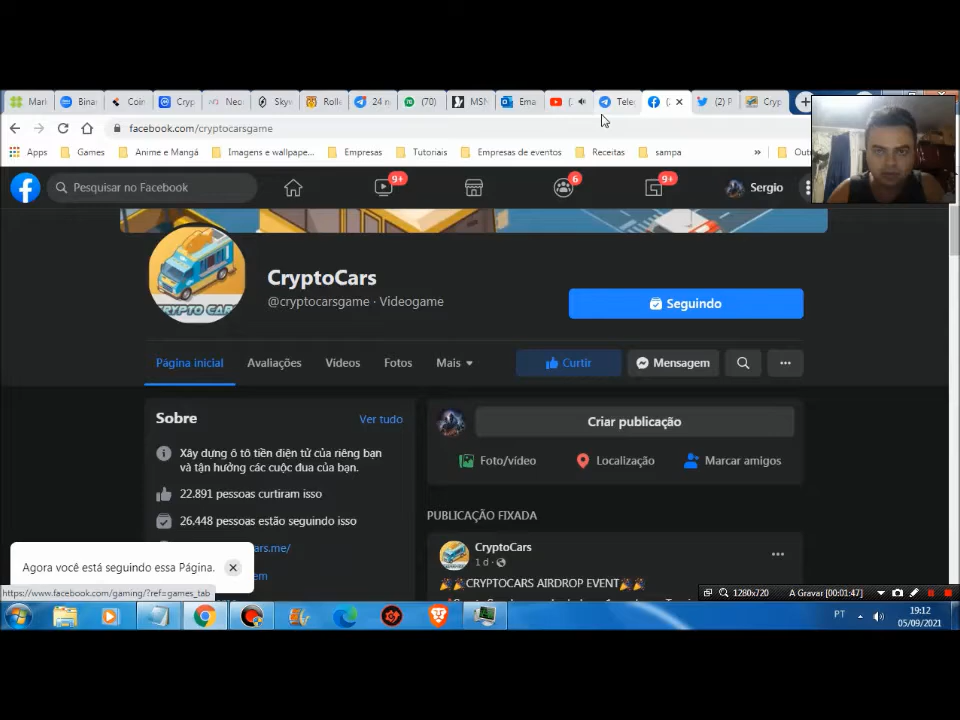 Mark
Binar
Coin
Cryp
Neo
Sky
Rolle
24 n
(70)
MSN
Ema
(
Tele
(
(2) P
Cryp
facebook.com/cryptocarsgame
Apps
Games
Anime e Mangá
Imagens e wallpape...
Empresas
Tutoriais
Empresas de eventos
Receitas
sampa
»
Out
Pesquisar no Facebook
9+
6
9+
Sergio
CRYPTO CAR
CryptoCars
@cryptocarsgame · Videogame
Seguindo
Página inicial
Avaliações
Vídeos
Fotos
Mais
Curtir
Mensagem
Sobre
Ver tudo
Xây dựng ô tô tiền điện tử của riêng bạn
và tận hưởng các cuộc đua của bạn.
22.891 pessoas curtiram isso
26.448 pessoas estão seguindo isso
ars.me/
om
Criar publicação
Foto/vídeo
Localização
Marcar amigos
PUBLICAÇÃO FIXADA
CryptoCars
1 d ·
🎉🎉CRYPTOCARS AIRDROP EVENT🎉🎉
Agora você está seguindo essa Página.
https://www.facebook.com/gaming/?ref=games_tab
1280x720
A Gravar [00:01:47]
PT
19:12
05/09/2021